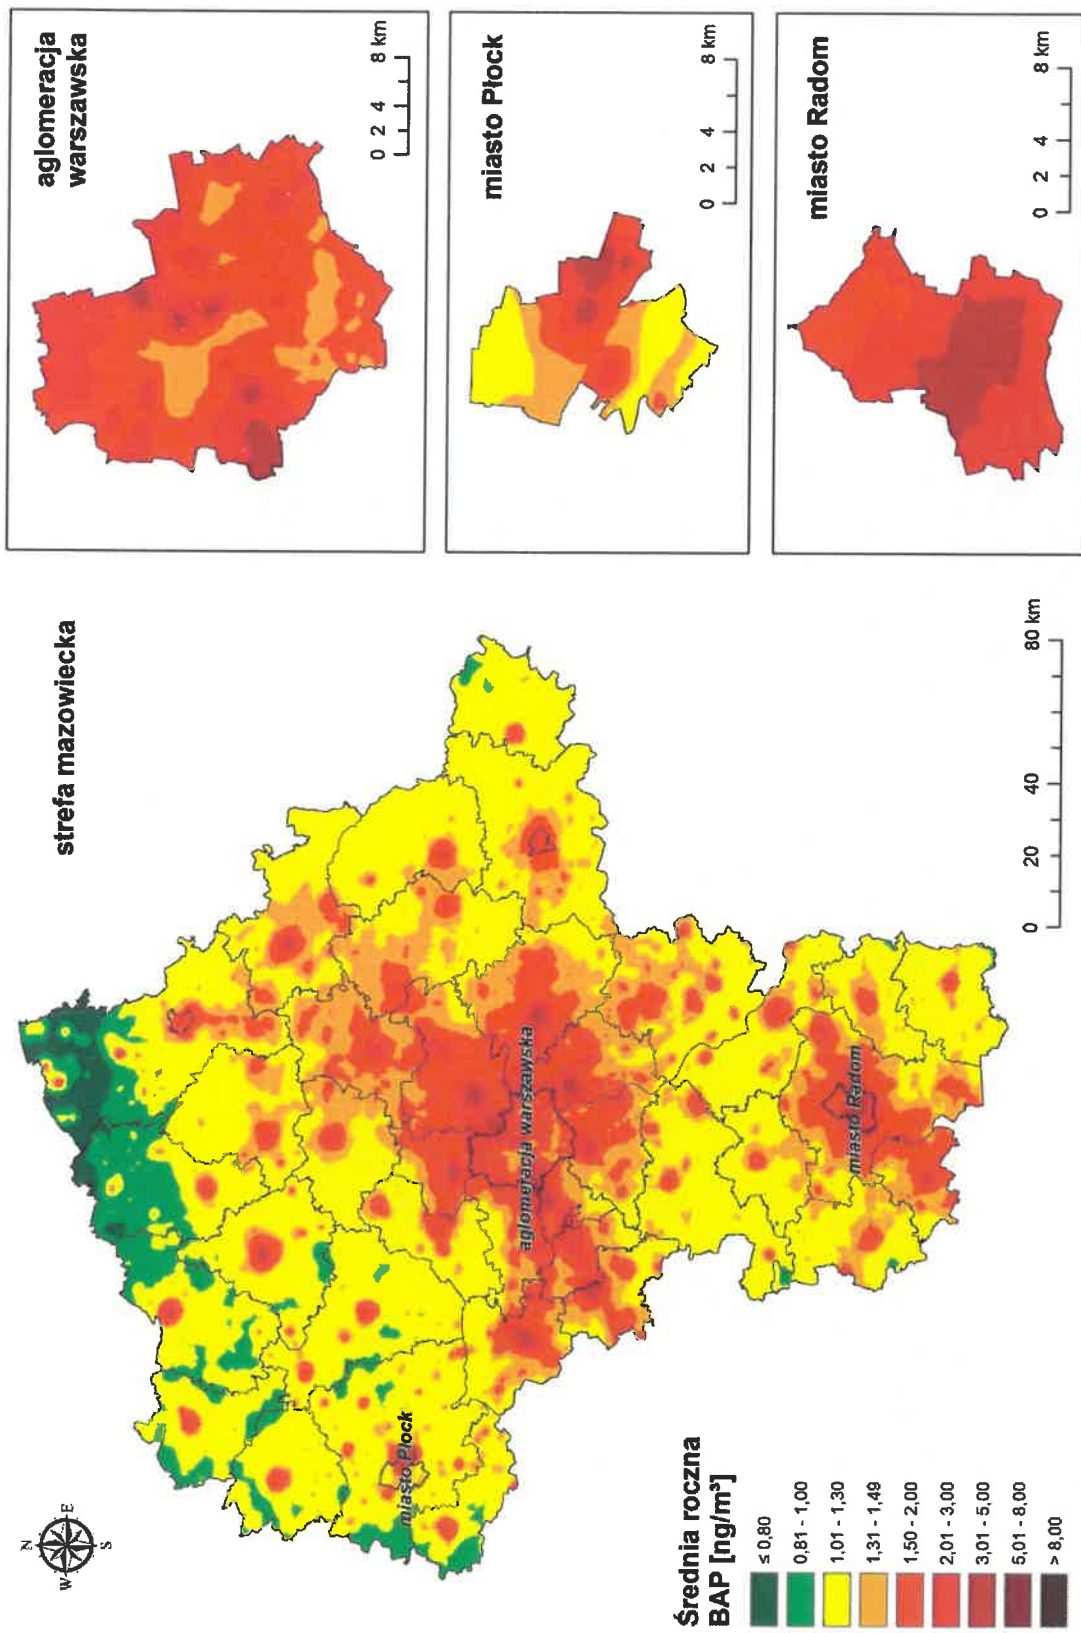 strefa mazowiecka
N
W
E
S
miasto Płock
aglomeracja warszawska
miasto Radom
Średnia roczna
BAP [ng/m³]
≤ 0,80
0,81 - 1,00
1,01 - 1,30
1,31 - 1,49
1,50 - 2,00
2,01 - 3,00
3,01 - 5,00
5,01 - 8,00
> 8,00
0 20 40 80 km
aglomeracja
warszawska
0 2 4 8 km
miasto Płock
0 2 4 8 km
miasto Radom
0 2 4 8 km